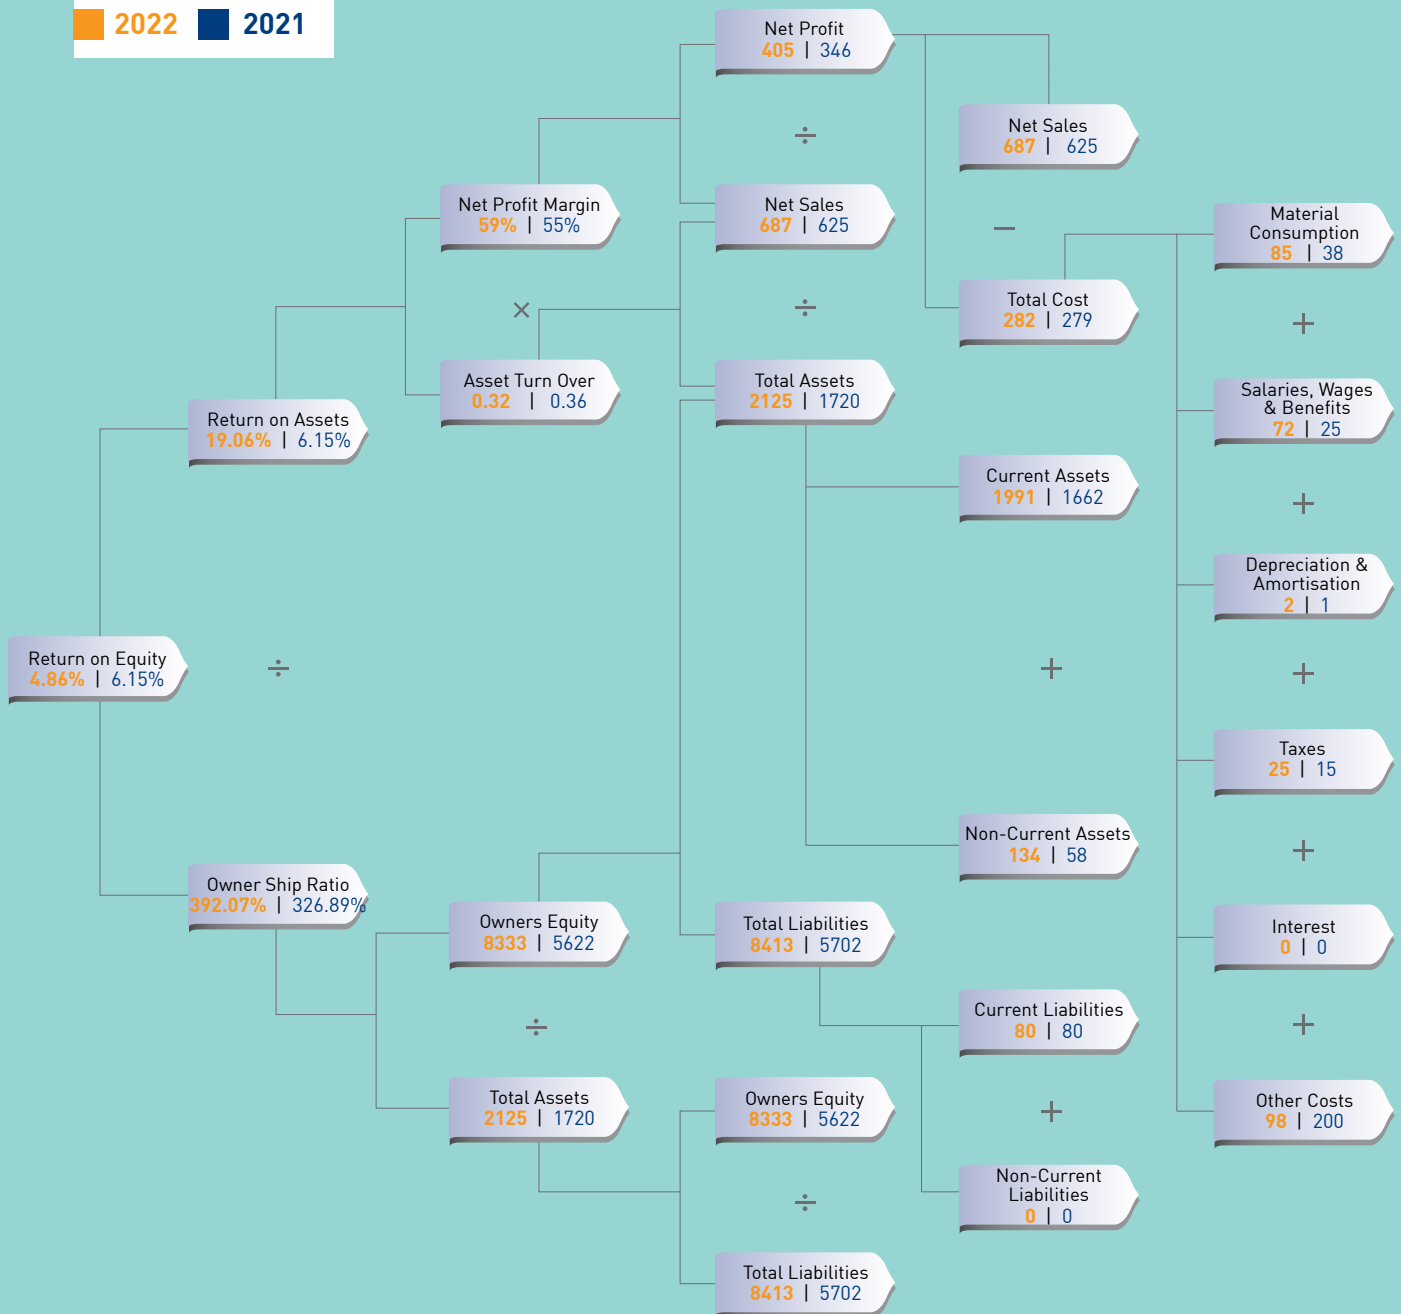 2022 2021
Net Profit
405 | 346
÷
Net Sales
687 | 625
Net Profit Margin
59% | 55%
Net Sales
687 | 625
−
Material
Consumption
85 | 38
×
÷
Total Cost
282 | 279
+
Asset Turn Over
0.32 | 0.36
Total Assets
2125 | 1720
Salaries, Wages
& Benefits
72 | 25
Return on Assets
19.06% | 6.15%
Current Assets
1991 | 1662
+
Depreciation &
Amortisation
2 | 1
Return on Equity
4.86% | 6.15%
÷
+
+
Taxes
25 | 15
Non-Current Assets
134 | 58
+
Owner Ship Ratio
392.07% | 326.89%
Owners Equity
8333 | 5622
Total Liabilities
8413 | 5702
Interest
0 | 0
÷
Current Liabilities
80 | 80
+
Total Assets
2125 | 1720
Owners Equity
8333 | 5622
+
Other Costs
98 | 200
÷
Non-Current
Liabilities
0 | 0
Total Liabilities
8413 | 5702